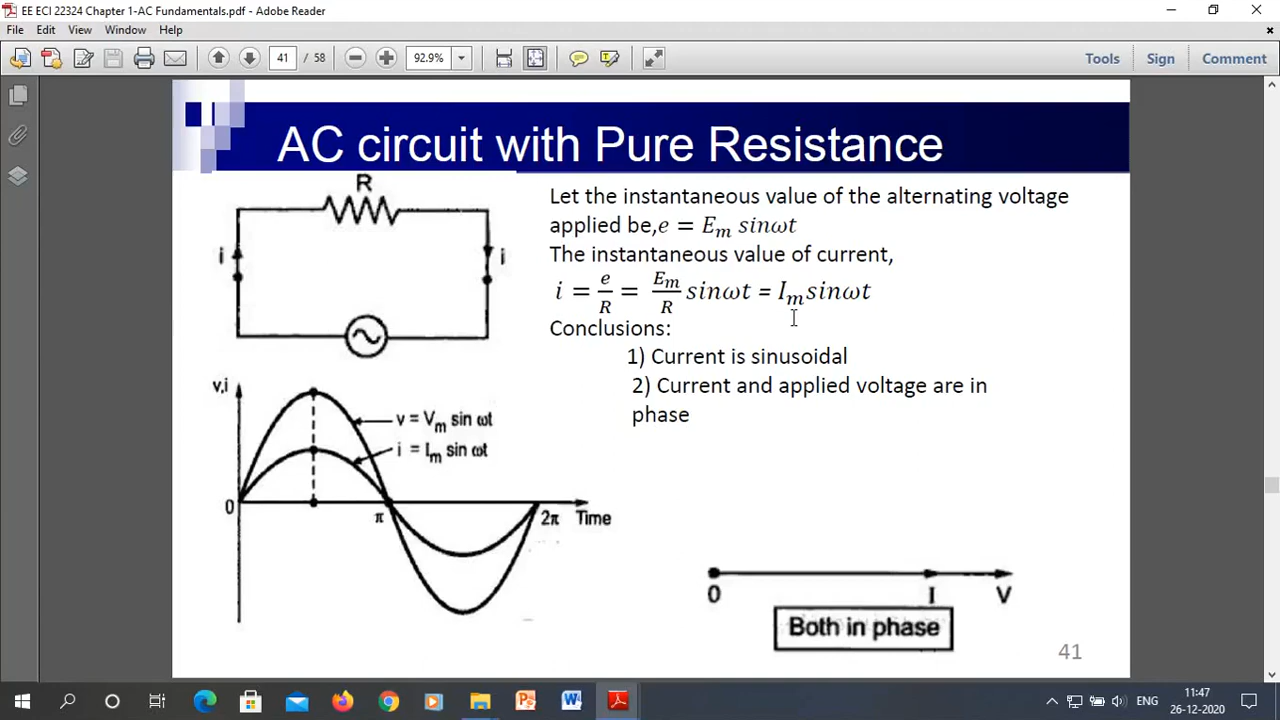 EE ECI 22324 Chapter 1-AC Fundamentals.pdf - Adobe Reader
File Edit View Window Help
41 / 58 92.9% Tools Sign Comment
AC circuit with Pure Resistance
R
i
i
Let the instantaneous value of the alternating voltage
applied be,e = Eₘ sinωt
The instantaneous value of current,
i = e/R = Eₘ/R sinωt = Iₘsinωt
Conclusions:
1) Current is sinusoidal
2) Current and applied voltage are in
phase
v,i
v = Vₘ sin ωt
i = Iₘ sin ωt
0 π 2π Time
0 I V
Both in phase
41
ENG
11:47
26-12-2020